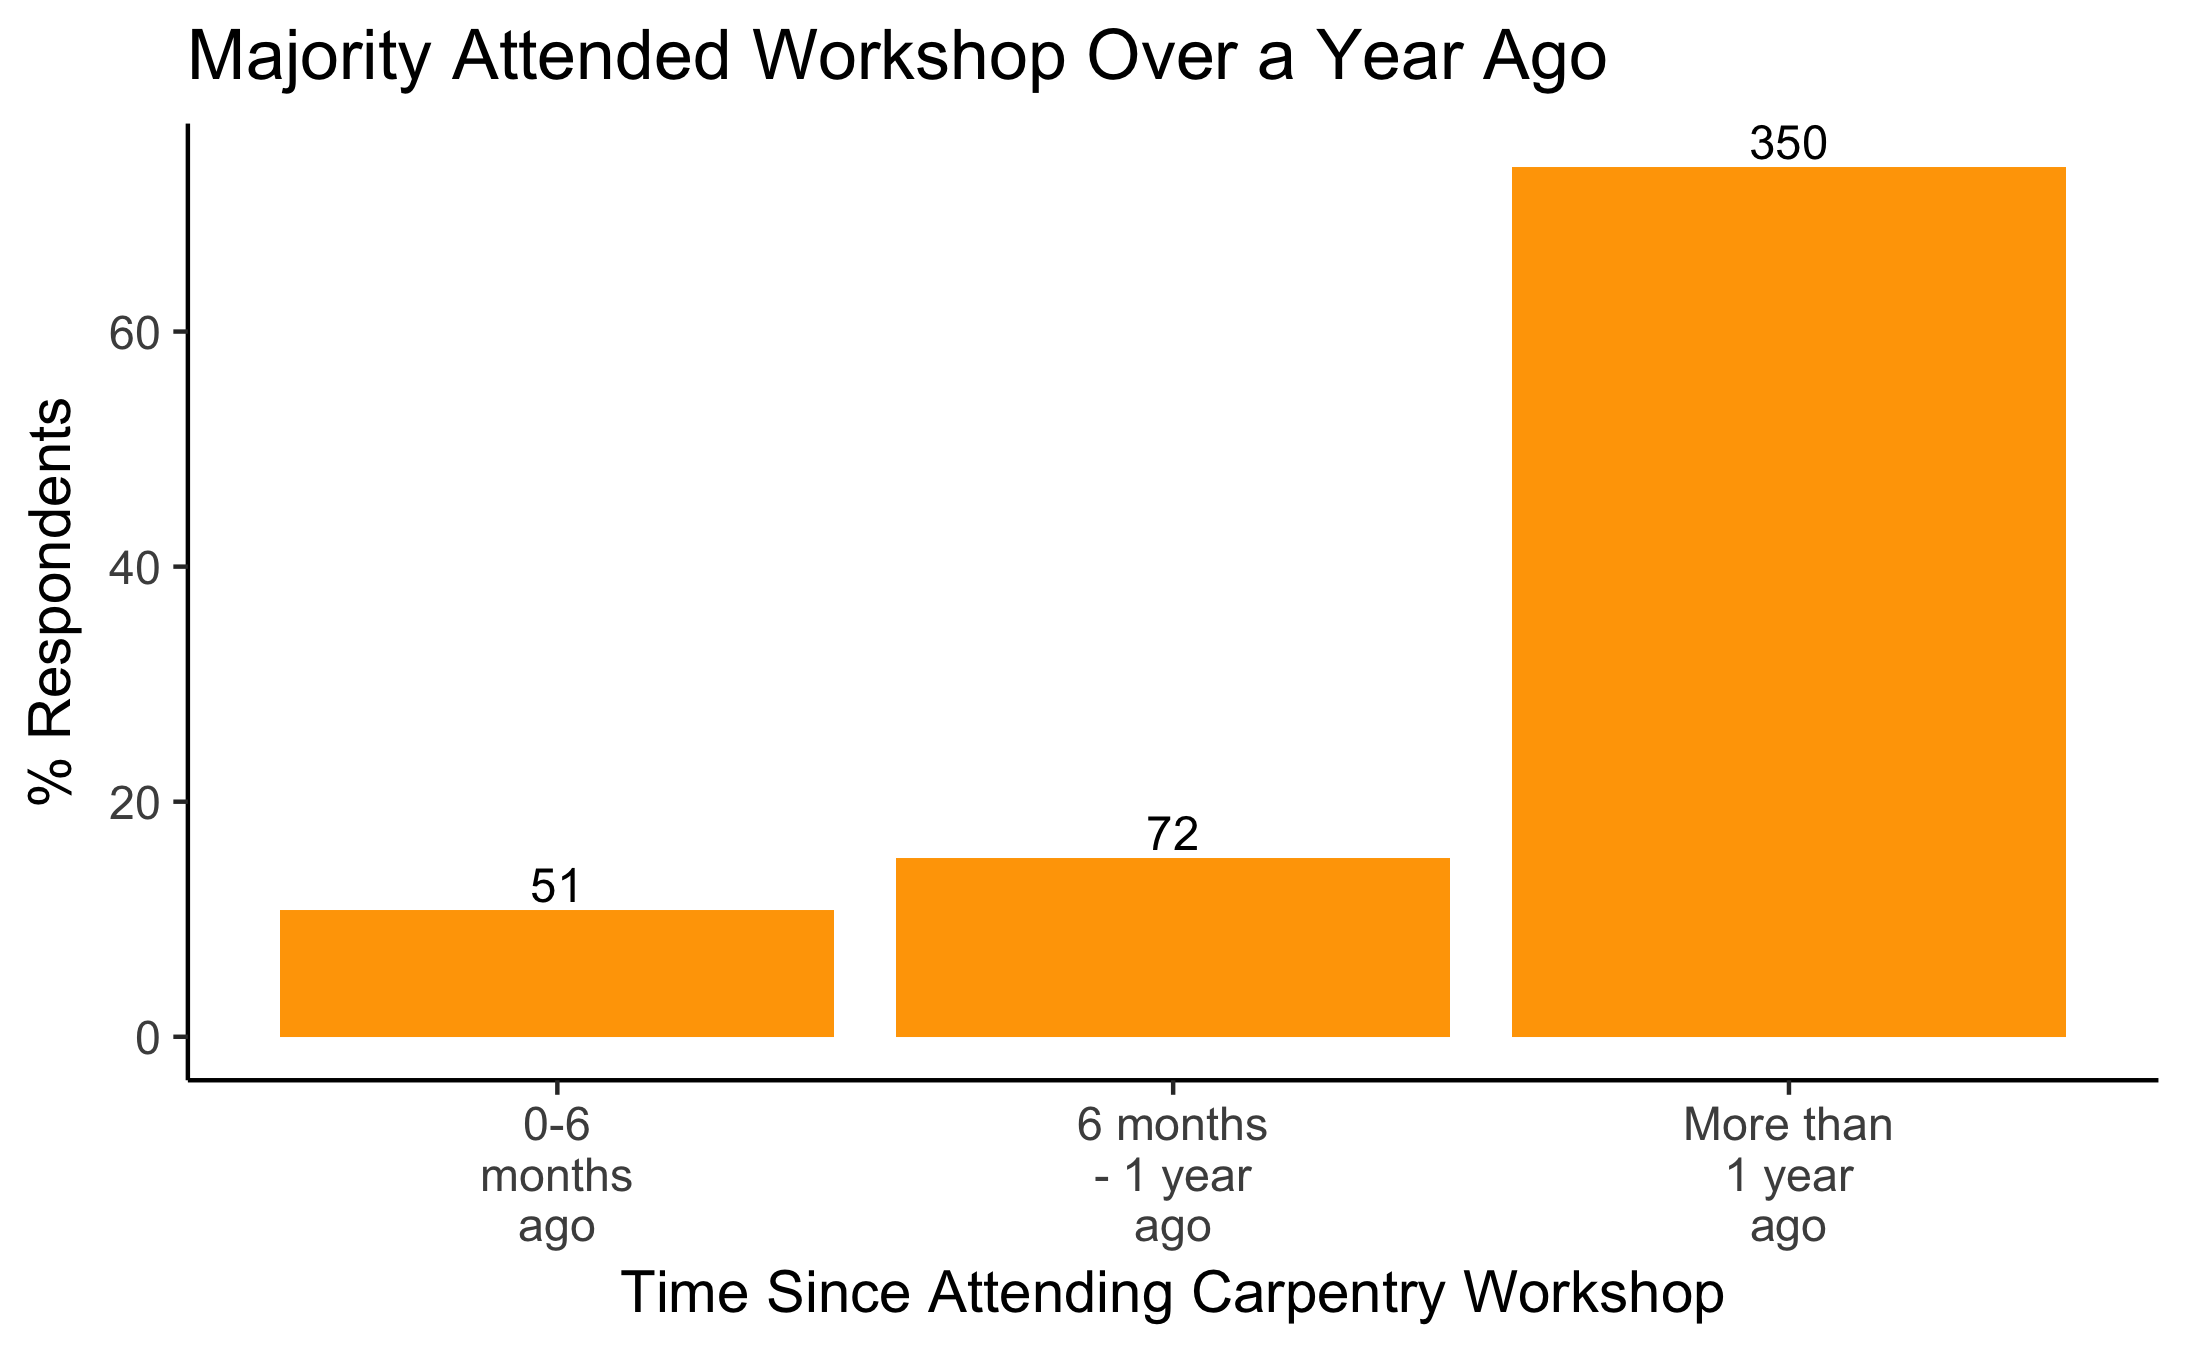 Majority Attended Workshop Over a Year Ago
% Respondents
60
40
20
0
51
72
350
0-6
months
ago
6 months
- 1 year
ago
More than
1 year
ago
Time Since Attending Carpentry Workshop